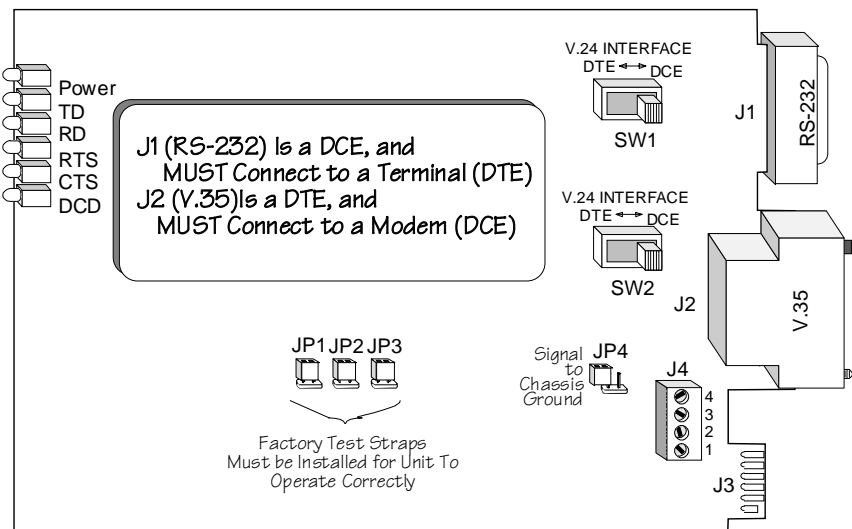 Power
TD
RD
RTS
CTS
DCD
J1 (RS-232) Is a DCE, and
MUST Connect to a Terminal (DTE)
J2 (V.35)Is a DTE, and
MUST Connect to a Modem (DCE)
V.24 INTERFACE
DTE DCE
SW1
V.24 INTERFACE
DTE DCE
SW2
J1
RS-232
J2
V.35
JP1 JP2 JP3
Factory Test Straps
Must be Installed for Unit To
Operate Correctly
Signal
to
Chassis
Ground
JP4
J4
4
3
2
1
J3